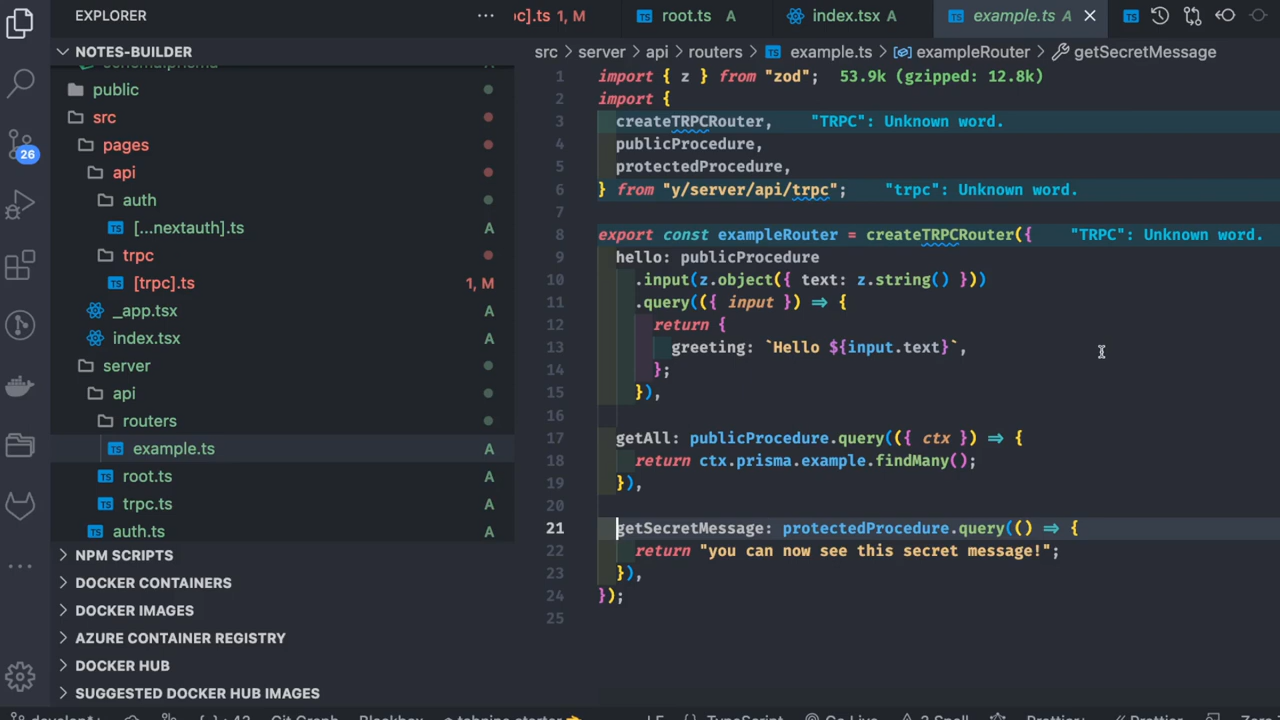 EXPLORER
NOTES-BUILDER
public
src
pages
api
auth
[...nextauth].ts A
trpc
[trpc].ts 1, M
_app.tsx A
index.tsx A
server
api
routers
example.ts A
root.ts A
trpc.ts A
auth.ts A
NPM SCRIPTS
DOCKER CONTAINERS
DOCKER IMAGES
AZURE CONTAINER REGISTRY
DOCKER HUB
SUGGESTED DOCKER HUB IMAGES
26
pc].ts 1, M
TS root.ts A
index.tsx A
TS example.ts A
src > server > api > routers > TS example.ts > exampleRouter > getSecretMessage
1 import { z } from "zod"; 53.9k (gzipped: 12.8k)
2 import {
3 createTRPCRouter, "TRPC": Unknown word.
4 publicProcedure,
5 protectedProcedure,
6 } from "y/server/api/trpc"; "trpc": Unknown word.
7
8 export const exampleRouter = createTRPCRouter({ "TRPC": Unknown word.
9 hello: publicProcedure
10 .input(z.object({ text: z.string() }))
11 .query(({ input }) => {
12 return {
13 greeting: `Hello ${input.text}`,
14 };
15 }),
16
17 getAll: publicProcedure.query(({ ctx }) => {
18 return ctx.prisma.example.findMany();
19 }),
20
21 getSecretMessage: protectedProcedure.query(() => {
22 return "you can now see this secret message!";
23 }),
24 });
25